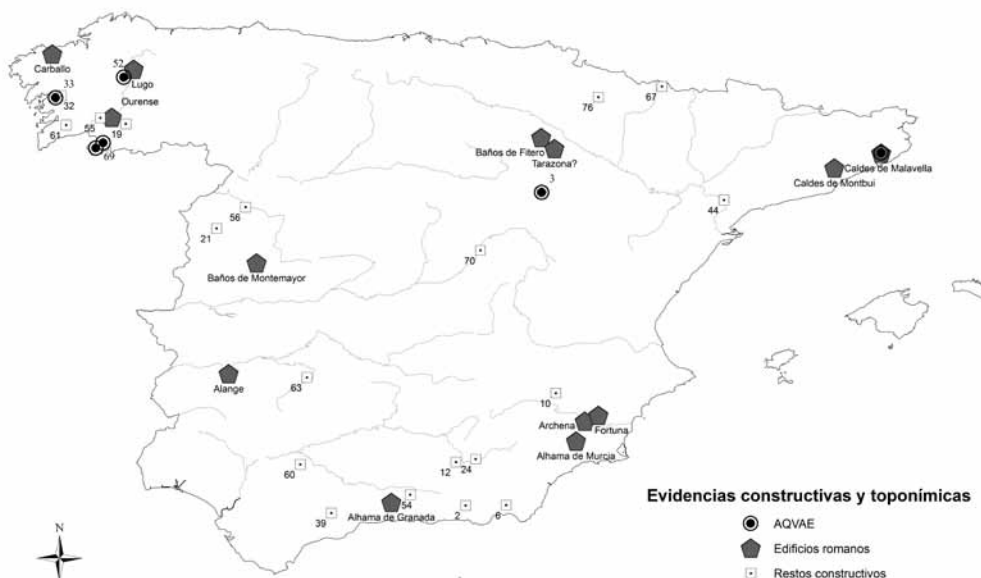 52
Carballo
Lugo
33
32
Ourense
61
55
19
69
76
67
Baños de Fitero
Tarazona?
3
Caldes de Malavella
Caldes de Montbui
44
56
21
70
Baños de Montemayor
Alange
63
10
Archena
Fortuna
Alhama de Murcia
12
24
60
54
Alhama de Granada
39
2
6
N
Evidencias constructivas y toponímicas
AQVAE
Edificios romanos
Restos constructivos